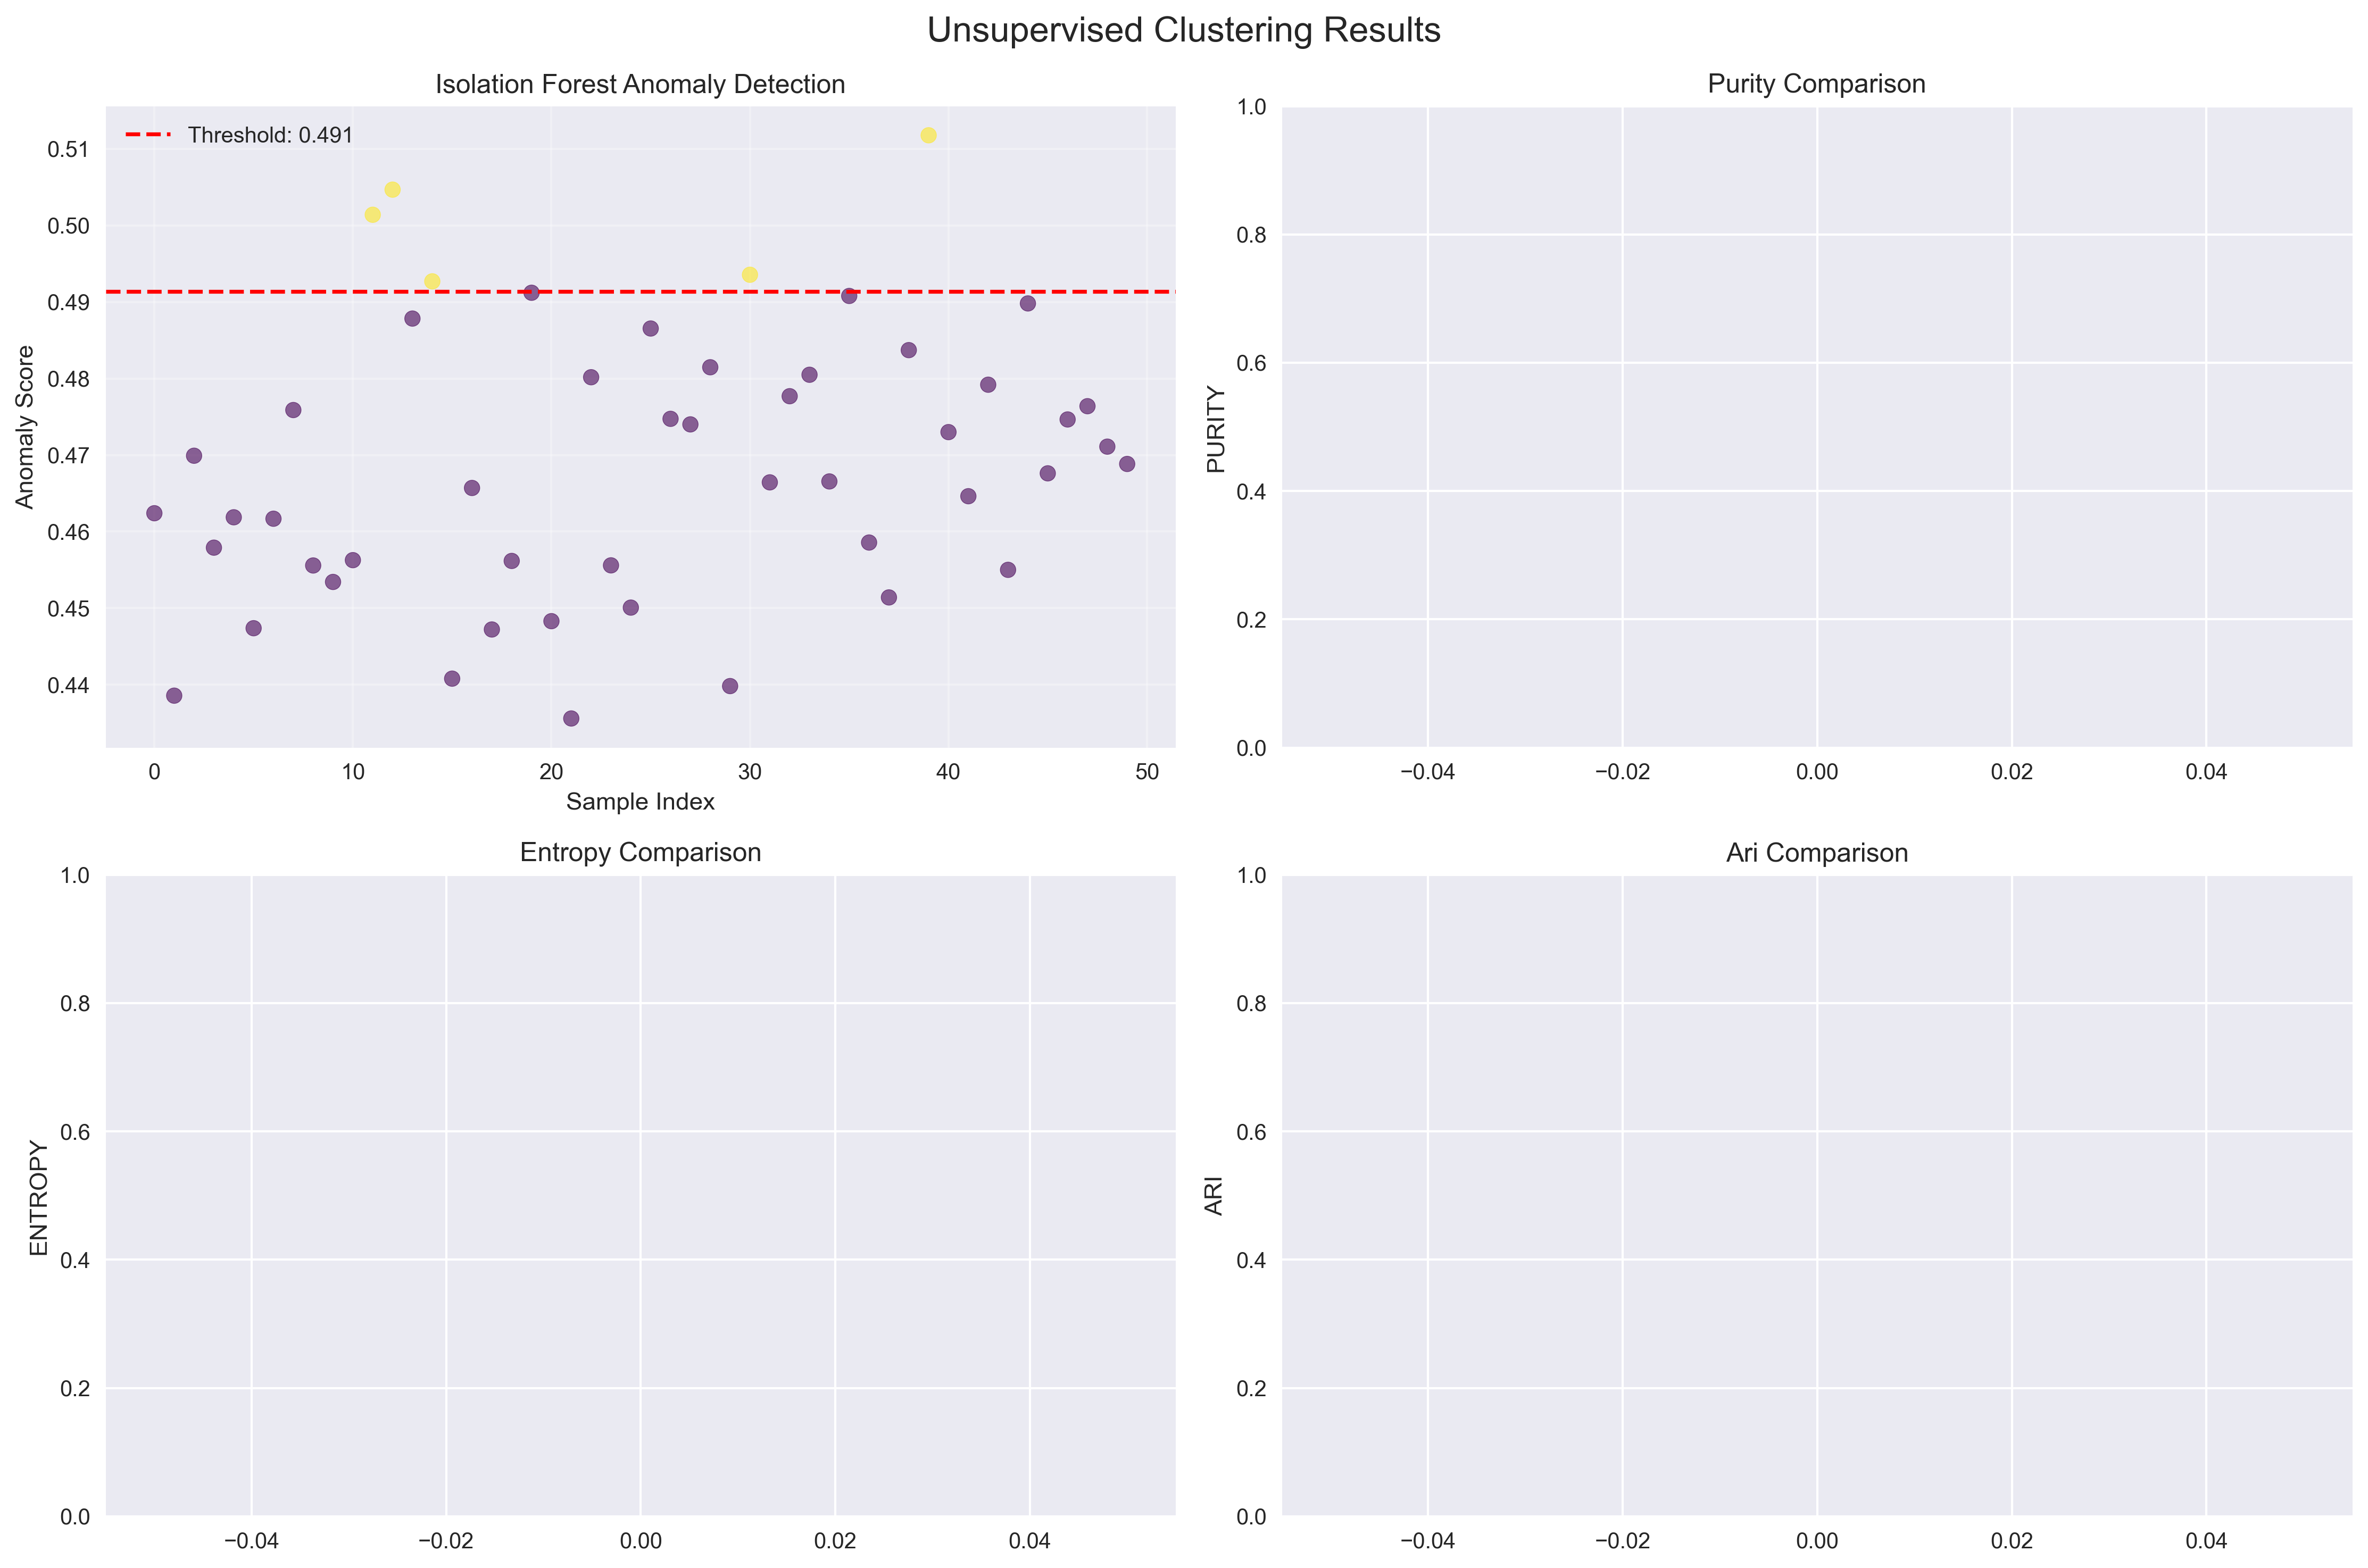 Unsupervised Clustering Results
Isolation Forest Anomaly Detection
Threshold: 0.491
Anomaly Score
0.51
0.50
0.49
0.48
0.47
0.46
0.45
0.44
0 10 20 30 40 50
Sample Index
Purity Comparison
PURITY
1.0
0.8
0.6
0.4
0.2
0.0
−0.04 −0.02 0.00 0.02 0.04
Entropy Comparison
ENTROPY
1.0
0.8
0.6
0.4
0.2
0.0
−0.04 −0.02 0.00 0.02 0.04
Ari Comparison
ARI
1.0
0.8
0.6
0.4
0.2
0.0
−0.04 −0.02 0.00 0.02 0.04